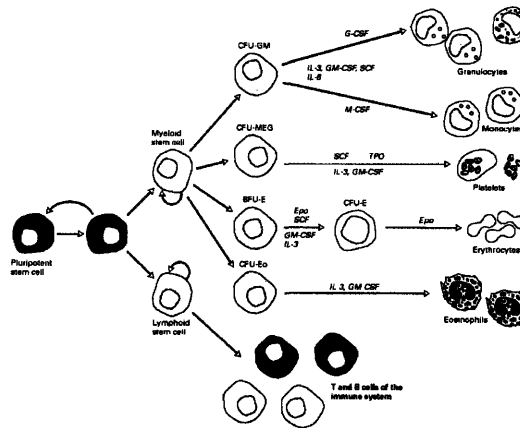 CFU-GM
G-CSF
IL-3, GM-CSF, SCF
IL-6
Granulocytes
M-CSF
Monocytes
Myeloid
stem cell
CFU-MEG
SCF TPO
IL-3, GM-CSF
Platelets
BFU-E
Epo
SCF
GM-CSF
IL-3
CFU-E
Epo
Erythrocytes
Pluripotent
stem cell
CFU-Eo
IL 3, GM CSF
Eosinophils
Lymphoid
stem cell
T and B cells of the
immune system